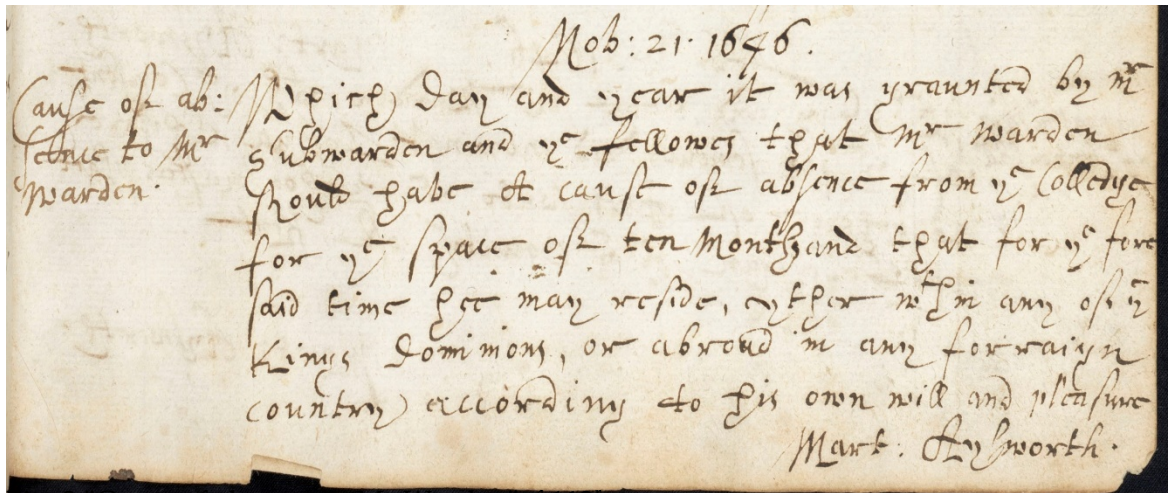 Nov: 21. 1646.
Cause of ab:
sence to Mr
Warden.
Which day and year it was graunted by mr
Subwarden and ye fellowes that Mr Warden
should have a cause of absence from ye Colledge
for ye space of ten Months and that for ye fore
said time hee may reside, eyther wthin any of ye
Kings Dominions, or abroad in any forraign
country according to his own will and pleasure
Mart: Aylworth.